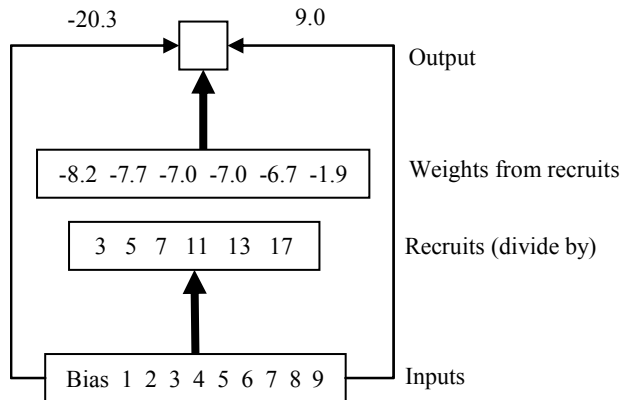 -20.3 9.0
Output
-8.2 -7.7 -7.0 -7.0 -6.7 -1.9 Weights from recruits
3 5 7 11 13 17 Recruits (divide by)
Bias 1 2 3 4 5 6 7 8 9 Inputs